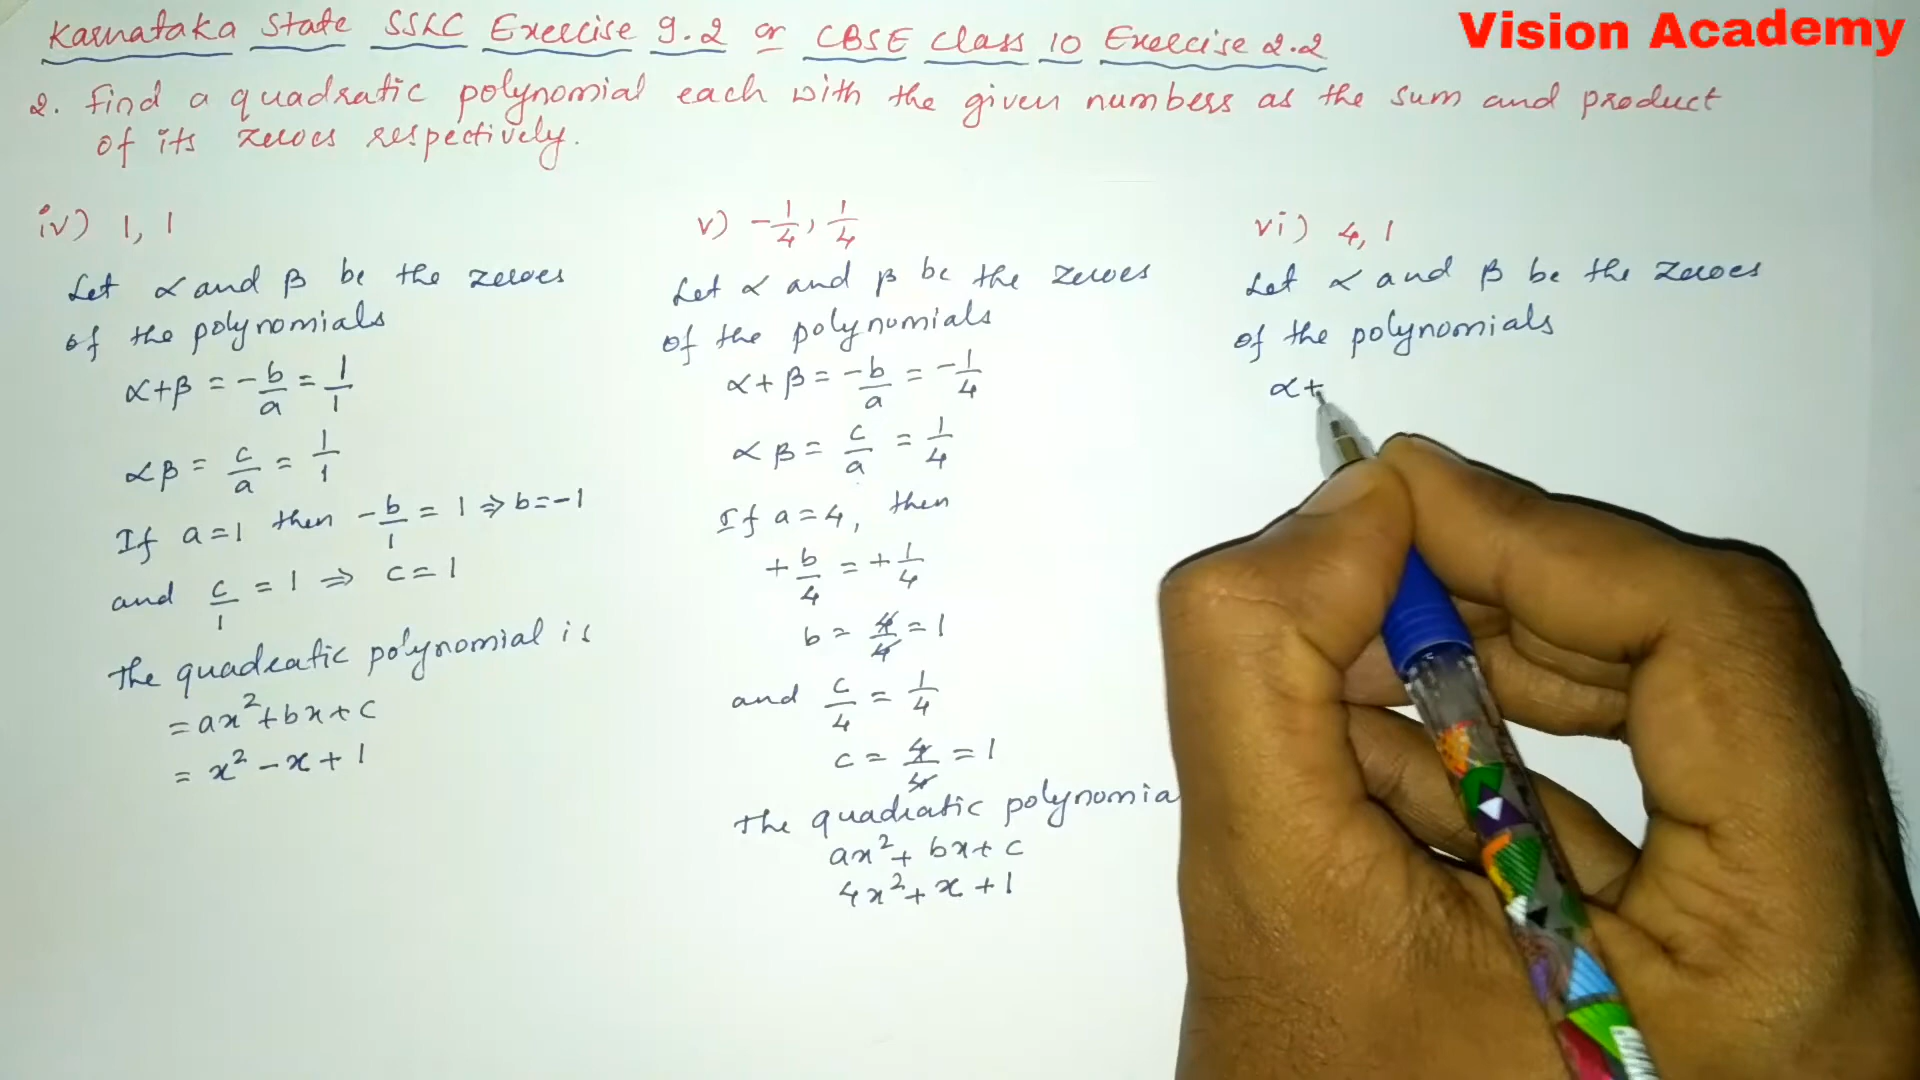 Karnataka State SSLC Exercise 9.2 or CBSE Class 10 Exercise 2.2
Vision Academy
2. Find a quadratic polynomial each with the given numbers as the sum and product
of its zeroes respectively.
iv) 1, 1
Let α and β be the zeroes
of the polynomials
α+β = -b/a = 1/1
αβ = c/a = 1/1
If a=1 then -b/1 = 1 ⇒ b=-1
and c/1 = 1 ⇒ c=1
The quadratic polynomial is
= ax²+bx+c
= x²-x+1
v) -1/4, 1/4
Let α and β be the zeroes
of the polynomials
α+β = -b/a = -1/4
αβ = c/a = 1/4
If a=4, then
+b/4 = +1/4
b = 4/4 = 1
and c/4 = 1/4
c = 4/4 = 1
The quadratic polynomia
ax²+bx+c
4x²+x+1
vi) 4, 1
Let α and β be the zeroes
of the polynomials
α+